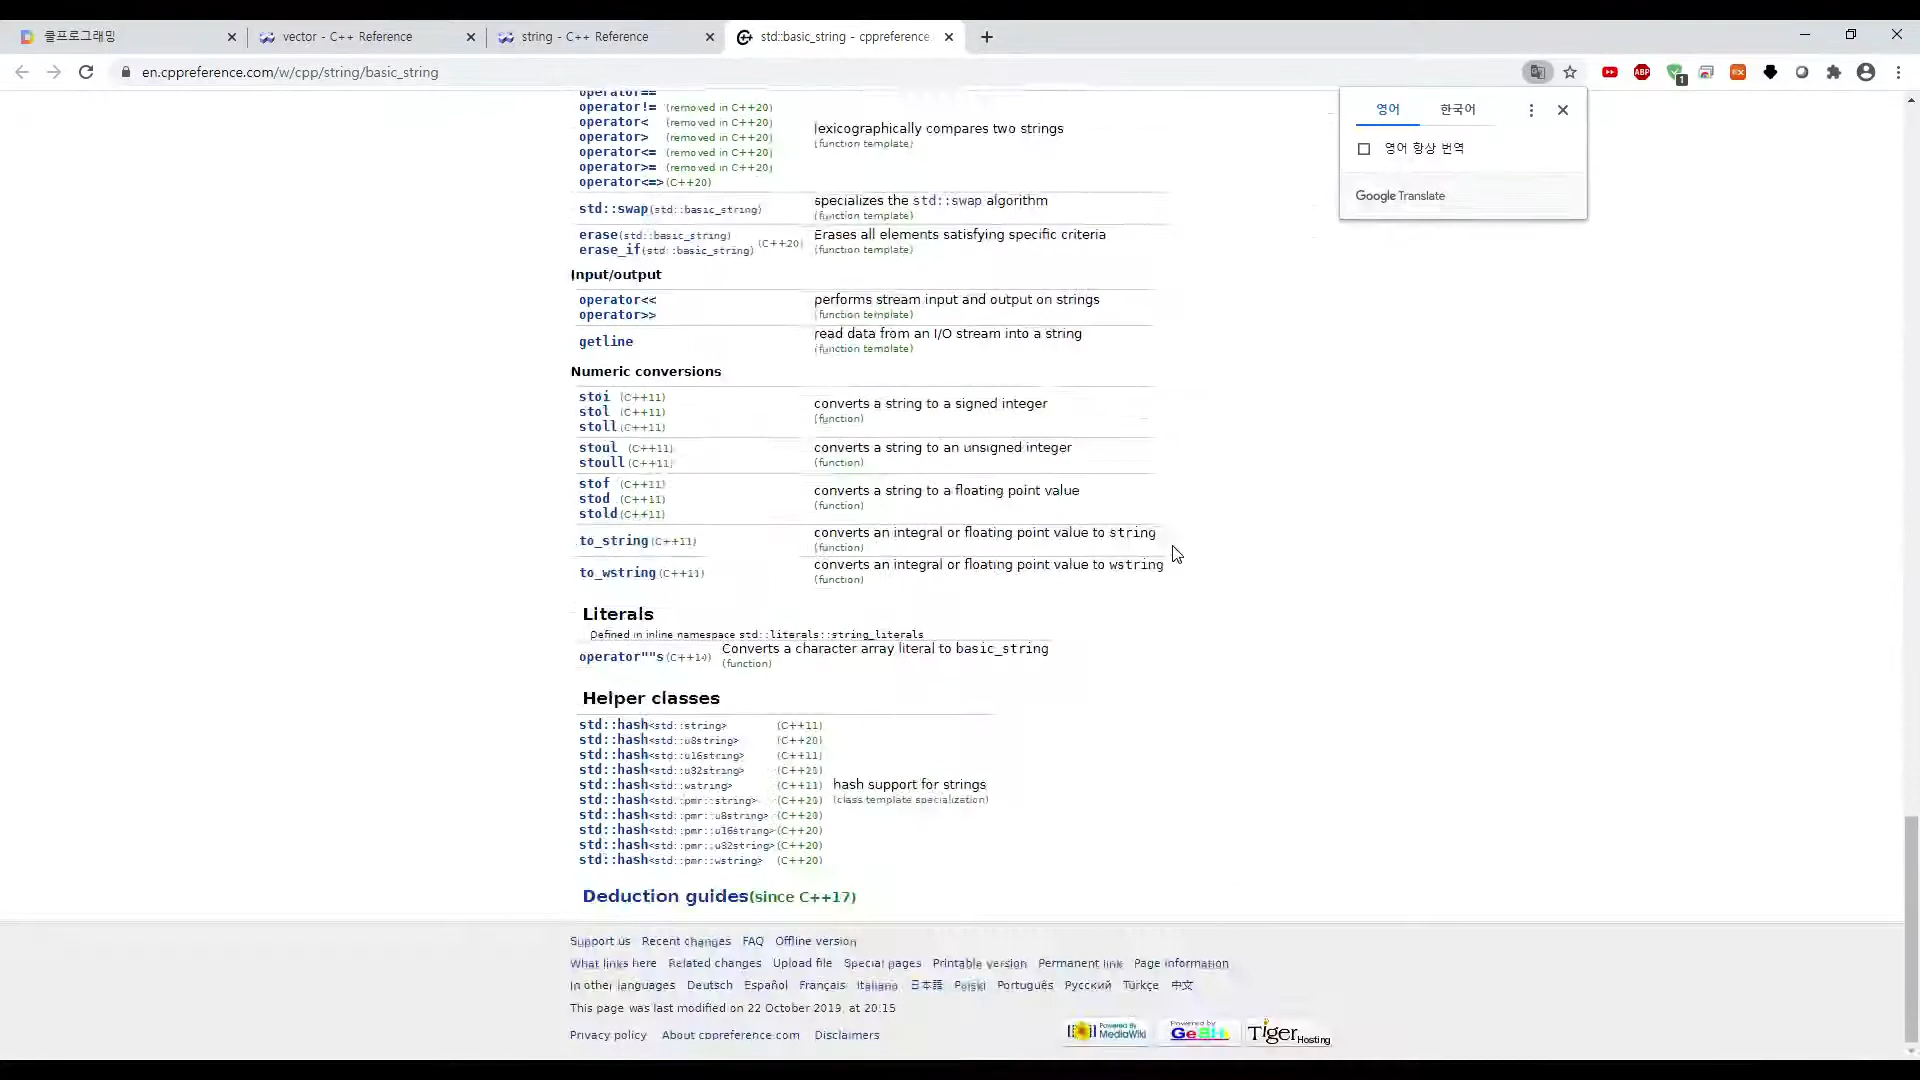 쿨프로그래밍
vector - C++ Reference
string - C++ Reference
std::basic_string - cppreference
en.cppreference.com/w/cpp/string/basic_string
ABP
1
영어 한국어
영어 항상 번역
Google Translate
operator==
operator!= (removed in C++20)
operator< (removed in C++20)
operator> (removed in C++20)
operator<= (removed in C++20)
operator>= (removed in C++20)
operator<=> (C++20)
lexicographically compares two strings
(function template)
std::swap(std::basic_string)
specializes the std::swap algorithm
(function template)
erase(std::basic_string)
erase_if(std::basic_string) (C++20)
Erases all elements satisfying specific criteria
(function template)
Input/output
operator<<
operator>>
performs stream input and output on strings
(function template)
getline
read data from an I/O stream into a string
(function template)
Numeric conversions
stoi (C++11)
stol (C++11)
stoll (C++11)
converts a string to a signed integer
(function)
stoul (C++11)
stoull (C++11)
converts a string to an unsigned integer
(function)
stof (C++11)
stod (C++11)
stold (C++11)
converts a string to a floating point value
(function)
to_string (C++11)
converts an integral or floating point value to string
(function)
to_wstring (C++11)
converts an integral or floating point value to wstring
(function)
Literals
Defined in inline namespace std::literals::string_literals
operator""s (C++14)
Converts a character array literal to basic_string
(function)
Helper classes
std::hash<std::string> (C++11)
std::hash<std::u8string> (C++20)
std::hash<std::u16string> (C++11)
std::hash<std::u32string> (C++20)
std::hash<std::wstring> (C++11)
std::hash<std::pmr::string> (C++20)
std::hash<std::pmr::u8string> (C++20)
std::hash<std::pmr::u16string> (C++20)
std::hash<std::pmr::u32string> (C++20)
std::hash<std::pmr::wstring> (C++20)
hash support for strings
(class template specialization)
Deduction guides(since C++17)
Support us Recent changes FAQ Offline version
What links here Related changes Upload file Special pages Printable version Permanent link Page information
In other languages Deutsch Español Français Italiano 日本語 Polski Português Русский Türkçe 中文
This page was last modified on 22 October 2019, at 20:15
Privacy policy About cppreference.com Disclaimers
Powered By
MediaWiki
Powered by
GeSHi
Tiger Hosting